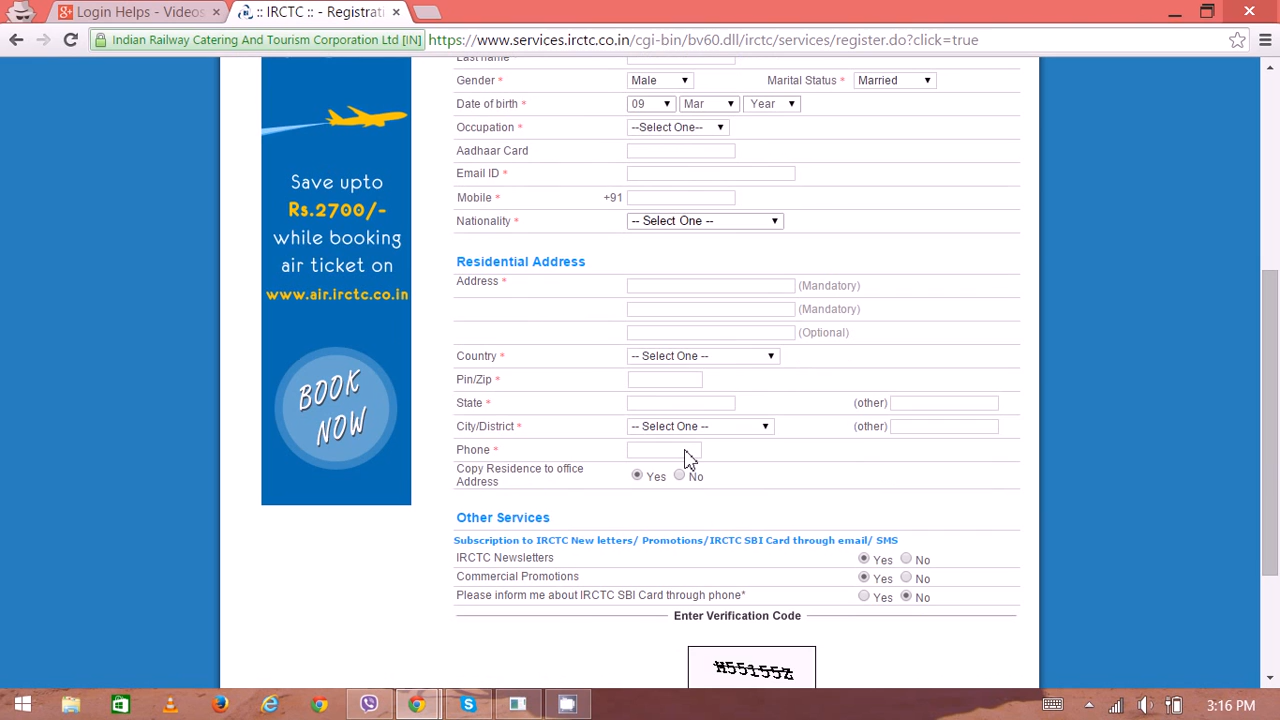 Login Helps - Videos
:: IRCTC :: - Registrati
Indian Railway Catering And Tourism Corporation Ltd [IN]
https://www.services.irctc.co.in/cgi-bin/bv60.dll/irctc/services/register.do?click=true
Save upto
Rs.2700/-
while booking
air ticket on
www.air.irctc.co.in
BOOK
NOW
Last name
Gender * Male Marital Status * Married
Date of birth * 09 Mar Year
Occupation * --Select One--
Aadhaar Card
Email ID *
Mobile * +91
Nationality * -- Select One --
Residential Address
Address * (Mandatory)
(Mandatory)
(Optional)
Country * -- Select One --
Pin/Zip *
State * (other)
City/District * -- Select One -- (other)
Phone *
Copy Residence to office
Address Yes No
Other Services
Subscription to IRCTC New letters/ Promotions/IRCTC SBI Card through email/ SMS
IRCTC Newsletters Yes No
Commercial Promotions Yes No
Please inform me about IRCTC SBI Card through phone* Yes No
Enter Verification Code
H55155Z
3:16 PM